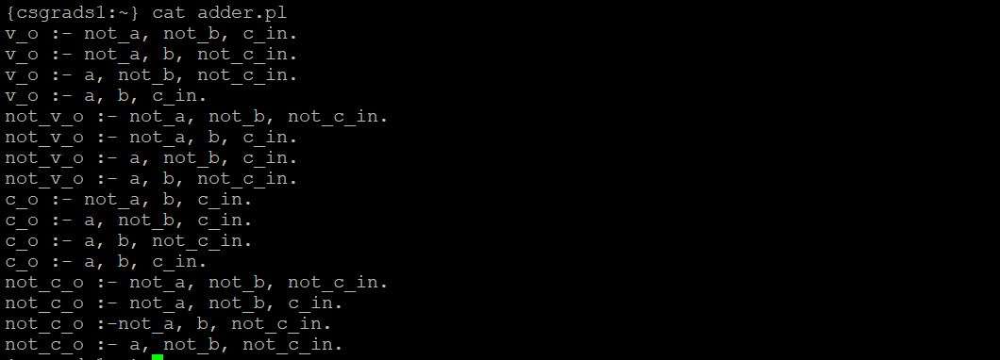 {csgrads1:~} cat adder.pl
v_o :- not_a, not_b, c_in.
v_o :- not_a, b, not_c_in.
v_o :- a, not_b, not_c_in.
v_o :- a, b, c_in.
not_v_o :- not_a, not_b, not_c_in.
not_v_o :- not_a, b, c_in.
not_v_o :- a, not_b, c_in.
not_v_o :- a, b, not_c_in.
c_o :- not_a, b, c_in.
c_o :- a, not_b, c_in.
c_o :- a, b, not_c_in.
c_o :- a, b, c_in.
not_c_o :- not_a, not_b, not_c_in.
not_c_o :- not_a, not_b, c_in.
not_c_o :-not_a, b, not_c_in.
not_c_o :- a, not_b, not_c_in.